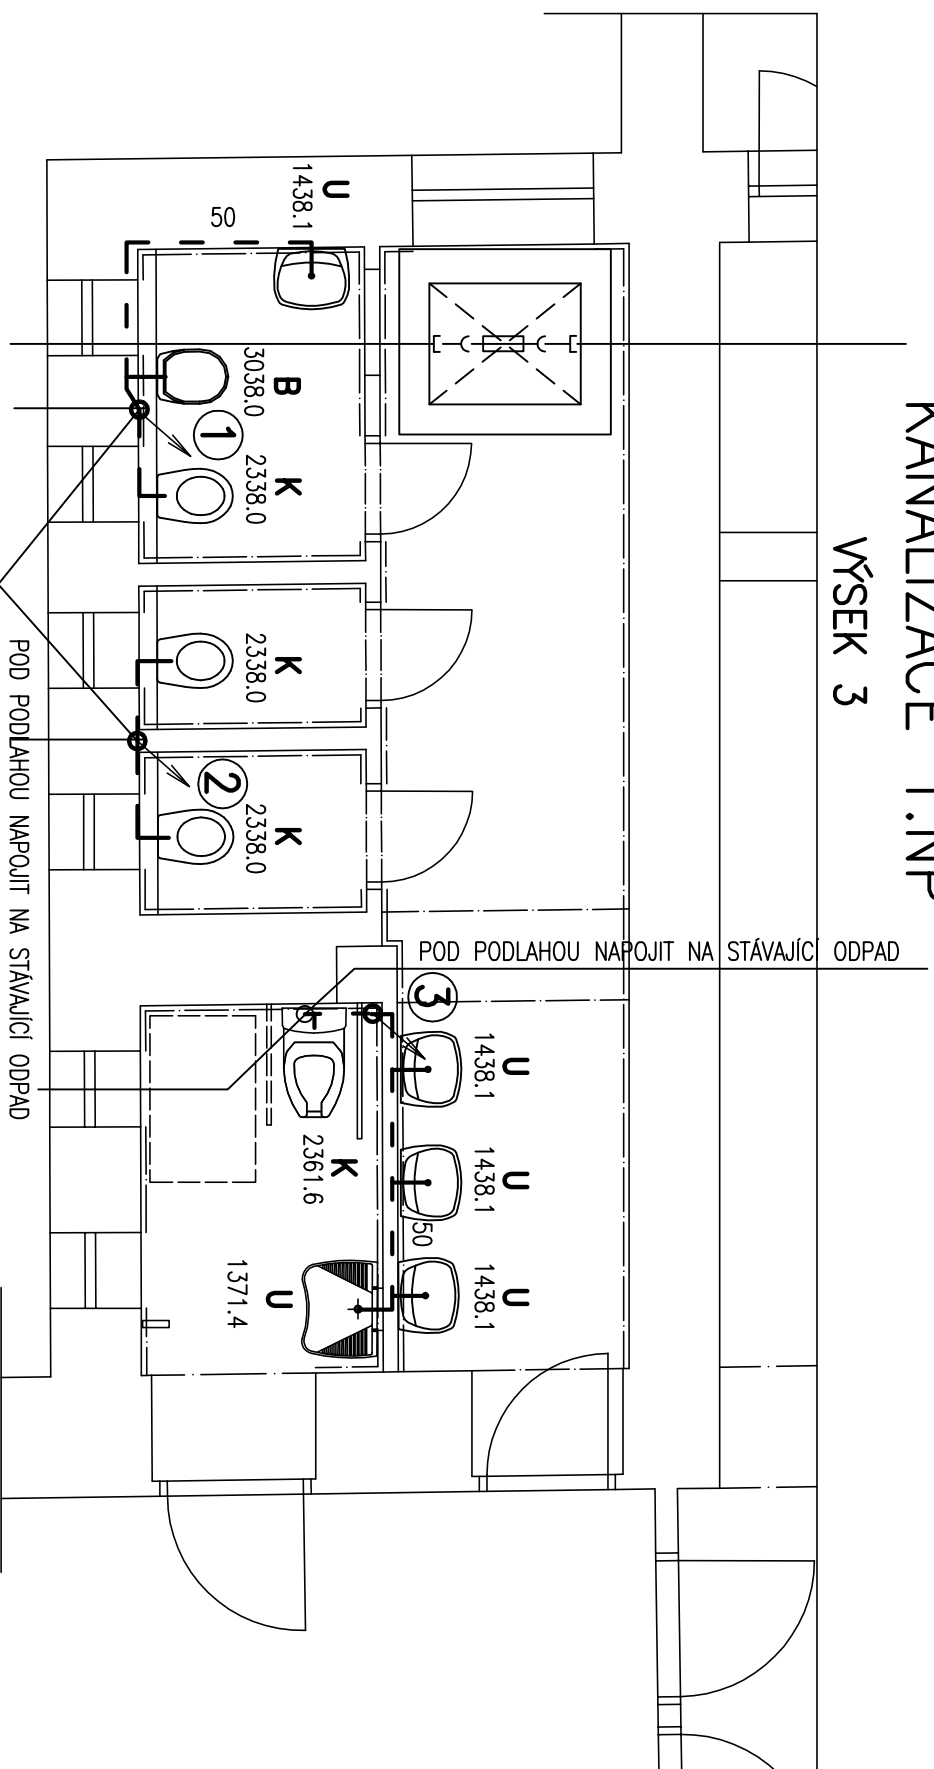 KANALIZACE 1.NP
VÝSEK 3
U
1438.1
50
B
3038.0
1
K
2338.0
K
2338.0
2
K
2338.0
POD PODLAHOU NAPOJIT NA STÁVAJÍCÍ ODPAD
POD PODLAHOU NAPOJIT NA STÁVAJÍCÍ ODPAD
3
U
1438.1
U
1438.1
50
U
1438.1
K
2361.6
U
1371.4